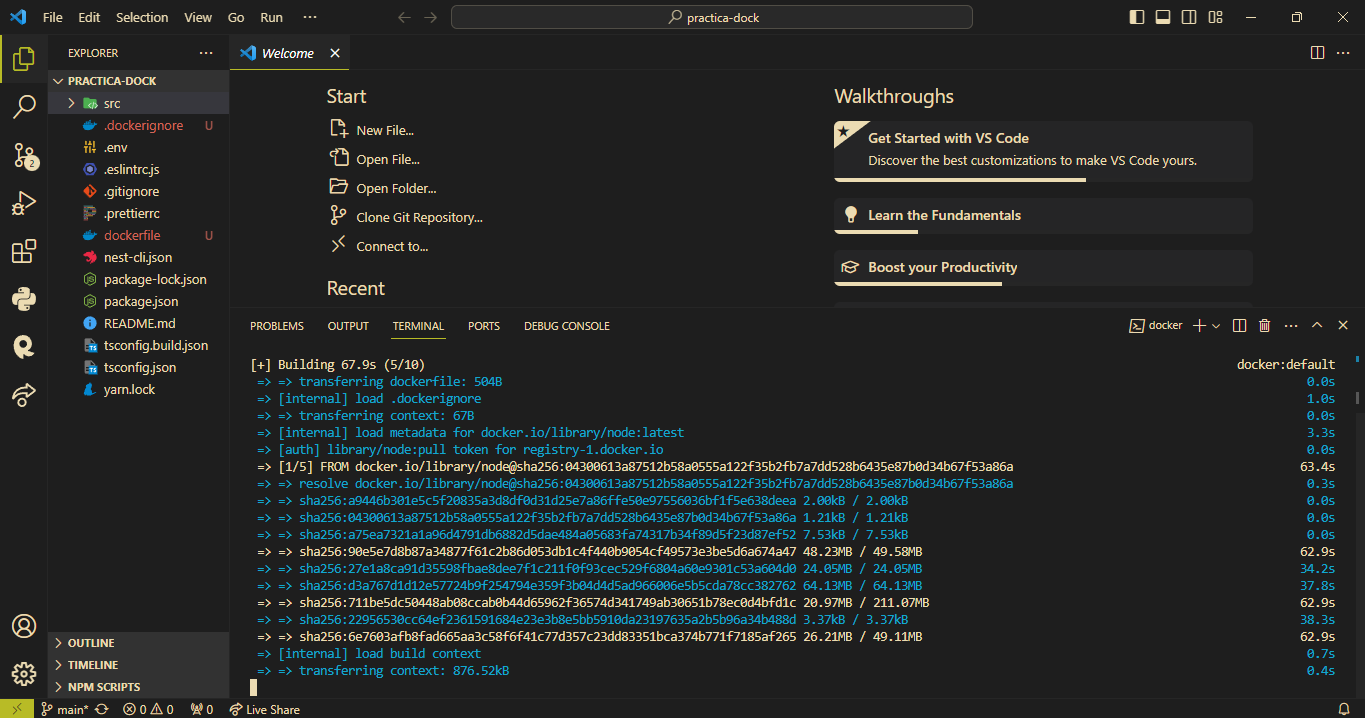 File Edit Selection View Go Run ··· practica-dock
EXPLORER ···
PRACTICA-DOCK
src
.dockerignore U
.env
.eslintrc.js
.gitignore
.prettierrc
dockerfile U
nest-cli.json
package-lock.json
package.json
README.md
tsconfig.build.json
tsconfig.json
yarn.lock
OUTLINE
TIMELINE
NPM SCRIPTS
2
Welcome
Start
New File...
Open File...
Open Folder...
Clone Git Repository...
Connect to...
Recent
Walkthroughs
Get Started with VS Code
Discover the best customizations to make VS Code yours.
Learn the Fundamentals
Boost your Productivity
PROBLEMS OUTPUT TERMINAL PORTS DEBUG CONSOLE docker
[+] Building 67.9s (5/10) docker:default
=> => transferring dockerfile: 504B 0.0s
=> [internal] load .dockerignore 1.0s
=> => transferring context: 67B 0.0s
=> [internal] load metadata for docker.io/library/node:latest 3.3s
=> [auth] library/node:pull token for registry-1.docker.io 0.0s
=> [1/5] FROM docker.io/library/node@sha256:04300613a87512b58a0555a122f35b2fb7a7dd528b6435e87b0d34b67f53a86a 63.4s
=> => resolve docker.io/library/node@sha256:04300613a87512b58a0555a122f35b2fb7a7dd528b6435e87b0d34b67f53a86a 0.3s
=> => sha256:a9446b301e5c5f20835a3d8df0d31d25e7a86ffe50e97556036bf1f5e638deea 2.00kB / 2.00kB 0.0s
=> => sha256:04300613a87512b58a0555a122f35b2fb7a7dd528b6435e87b0d34b67f53a86a 1.21kB / 1.21kB 0.0s
=> => sha256:a75ea7321a1a96d4791db6882d5dae484a05683fa74317b34f89d5f23d87ef52 7.53kB / 7.53kB 0.0s
=> => sha256:90e5e7d8b87a34877f61c2b86d053db1c4f440b9054cf49573e3be5d6a674a47 48.23MB / 49.58MB 62.9s
=> => sha256:27e1a8ca91d35598fbae8dee7f1c211f0f93cec529f6804a60e9301c53a604d0 24.05MB / 24.05MB 34.2s
=> => sha256:d3a767d1d12e57724b9f254794e359f3b04d4d5ad966006e5b5cda78cc382762 64.13MB / 64.13MB 37.8s
=> => sha256:711be5dc50448ab08ccab0b44d65962f36574d341749ab30651b78ec0d4bfd1c 20.97MB / 211.07MB 62.9s
=> => sha256:22956530cc64ef2361591684e23e3b8e5bb5910da23197635a2b5b96a34b488d 3.37kB / 3.37kB 38.3s
=> => sha256:6e7603afb8fad665aa3c58f6f41c77d357c23dd83351bca374b771f7185af265 26.21MB / 49.11MB 62.9s
=> [internal] load build context 0.7s
=> => transferring context: 876.52kB 0.4s
main* 0 0 0 Live Share